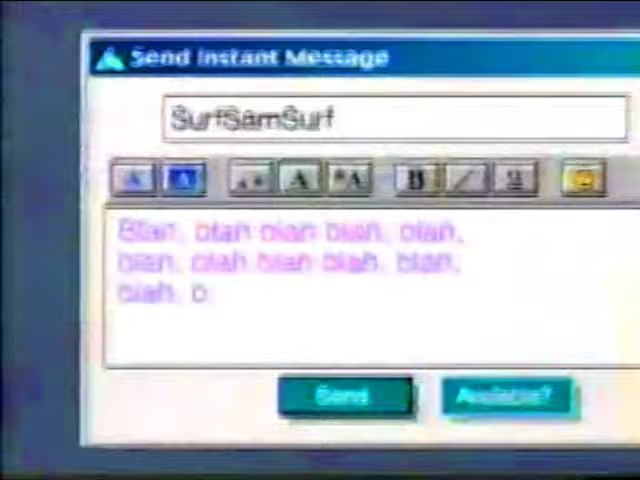 Send Instant Message
SurfSamSurf
A A A A A B / U
Blah, blah blah blah, blah,
blah, blah blah blah, blah,
blah, b
Send Available?